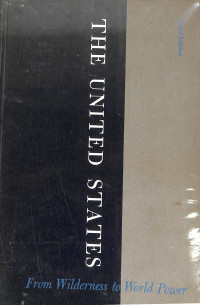 THE UNITED STATES
From Wilderness to World Power